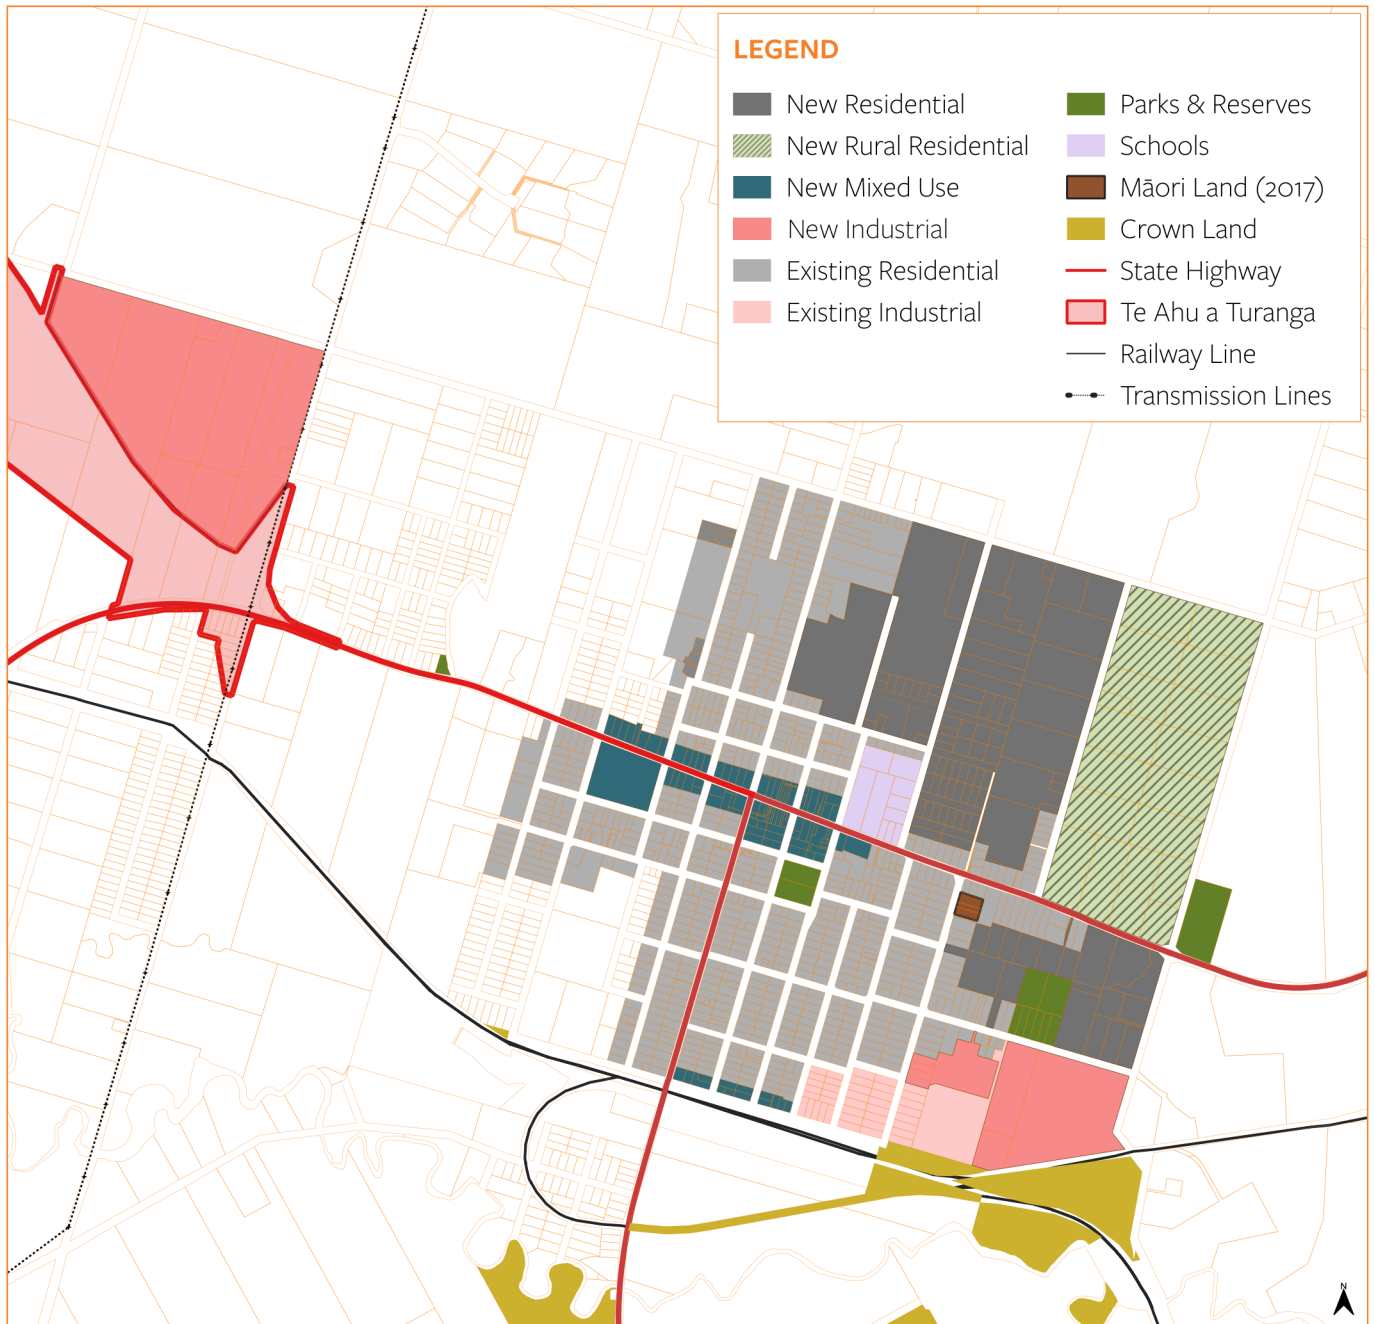 LEGEND
New Residential
New Rural Residential
New Mixed Use
New Industrial
Existing Residential
Existing Industrial
Parks & Reserves
Schools
Māori Land (2017)
Crown Land
State Highway
Te Ahu a Turanga
Railway Line
Transmission Lines
N